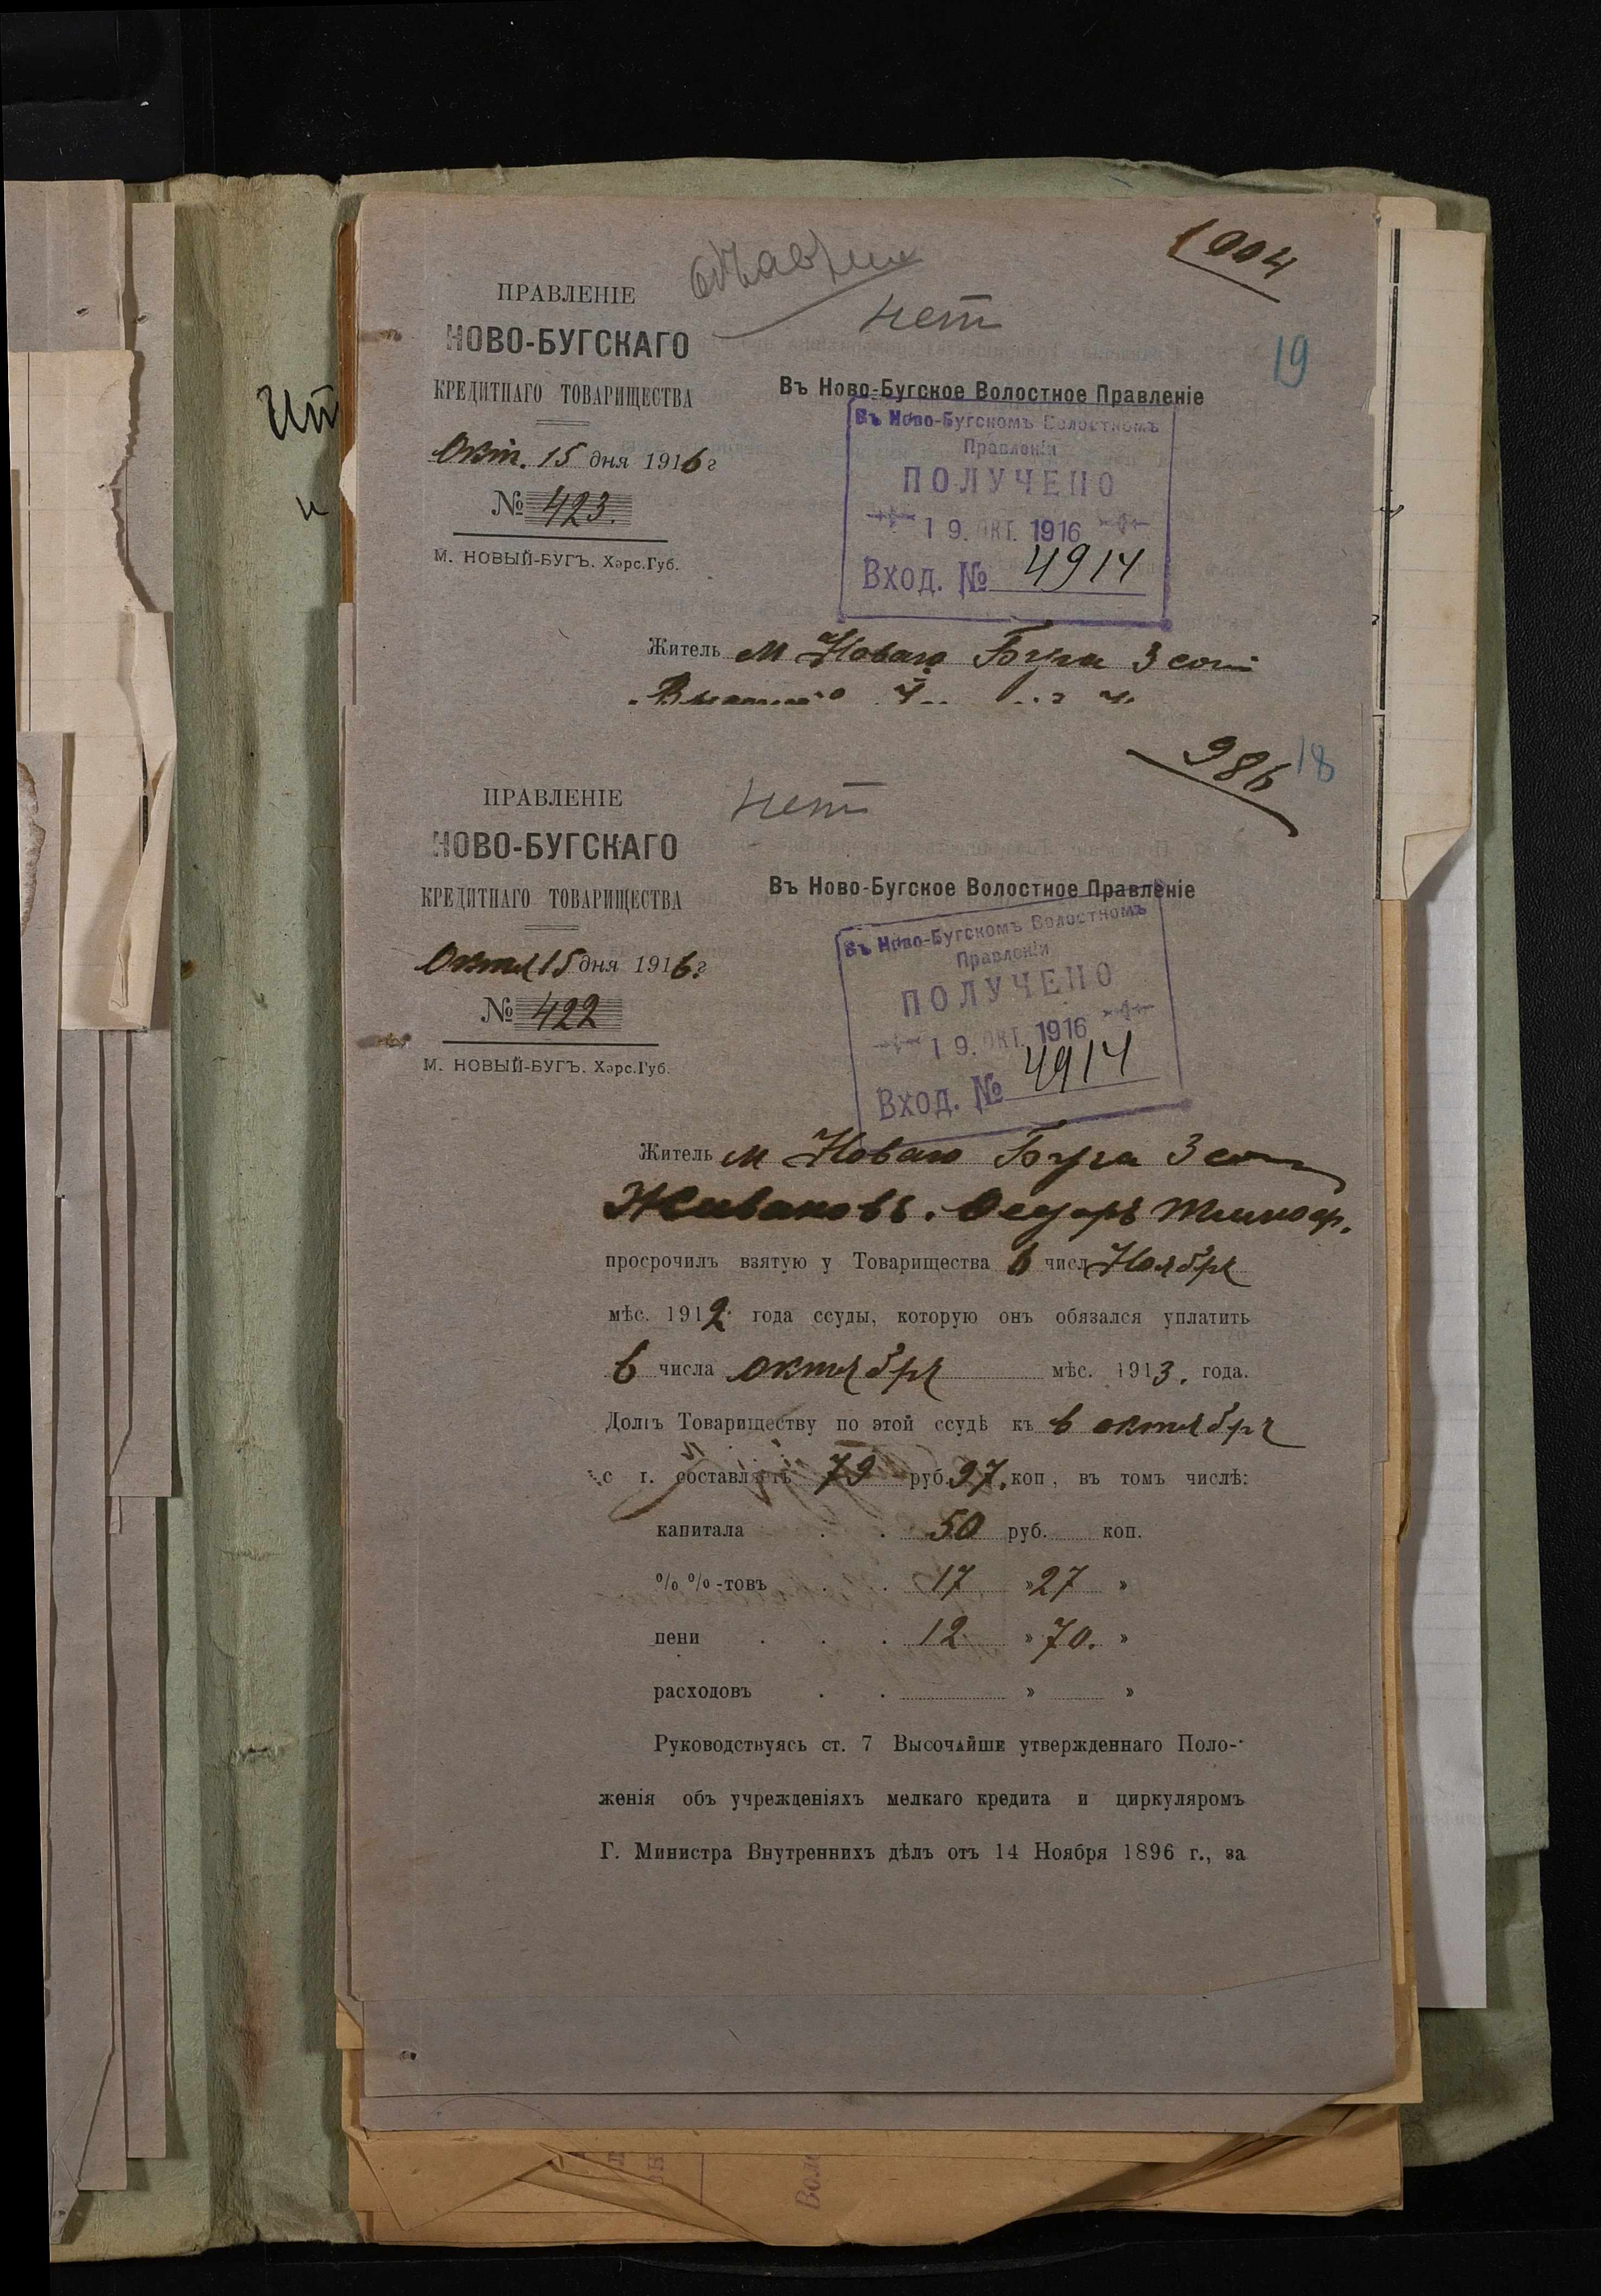 1004
19
нет
ПРАВЛЕНІЕ
НОВО-БУГСКАГО
КРЕДИТНАГО ТОВАРИЩЕСТВА
Окт. 15 дня 1916 г
№ 423.
М. НОВЫЙ-БУГЪ. Хэрс.Губ.
Въ Ново-Бугское Волостное Правленіе
Въ Ново-Бугскомъ Волостномъ
Правленіи
ПОЛУЧЕНО
19. ОКТ. 1916
Вход. № 4914
Житель м Новаго Буга 3 сот
986
18
нет
ПРАВЛЕНІЕ
НОВО-БУГСКАГО
КРЕДИТНАГО ТОВАРИЩЕСТВА
Октя 15 дня 1916 г
№ 422
М. НОВЫЙ-БУГЪ. Хэрс.Губ.
Въ Ново-Бугское Волостное Правленіе
Въ Ново-Бугскомъ Волостномъ
Правленіи
ПОЛУЧЕНО
19. ОКТ. 1916
Вход. № 4914
Житель м Новаго Буга 3 сот
Живаковъ.
просрочилъ взятую у Товарищества 6 числ Ноября
мѣс. 1912 года ссуды, которую онъ обязался уплатить
6 числа октября мѣс. 1913. года.
Долгъ Товариществу по этой ссудѣ къ 6 октября
с г. составляетъ 79 руб. 97. коп, въ томъ числѣ:
капитала . . 50 руб. коп.
% % -товъ . . 17 » 27 »
пени . . . 12 » 70. »
расходовъ . . » »
Руководствуясь ст. 7 Высочайше утвержденнаго Поло-
женія объ учрежденіяхъ мелкаго кредита и циркуляромъ
Г. Министра Внутреннихъ дѣлъ отъ 14 Ноября 1896 г., за